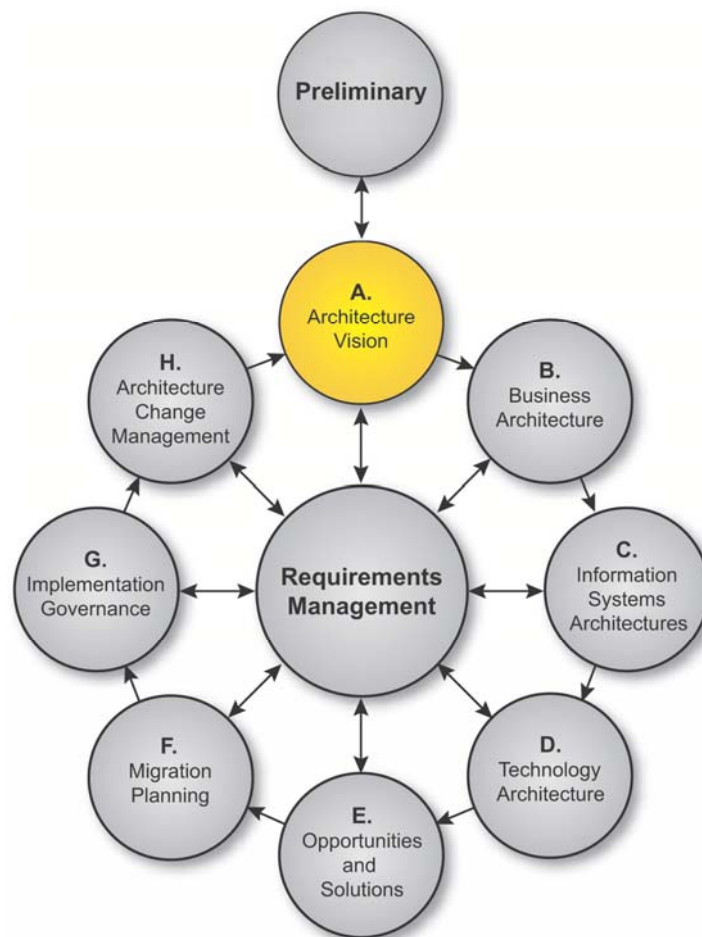 Preliminary
A.
Architecture
Vision
B.
Business
Architecture
C.
Information
Systems
Architectures
D.
Technology
Architecture
E.
Opportunities
and
Solutions
F.
Migration
Planning
G.
Implementation
Governance
H.
Architecture
Change
Management
Requirements
Management